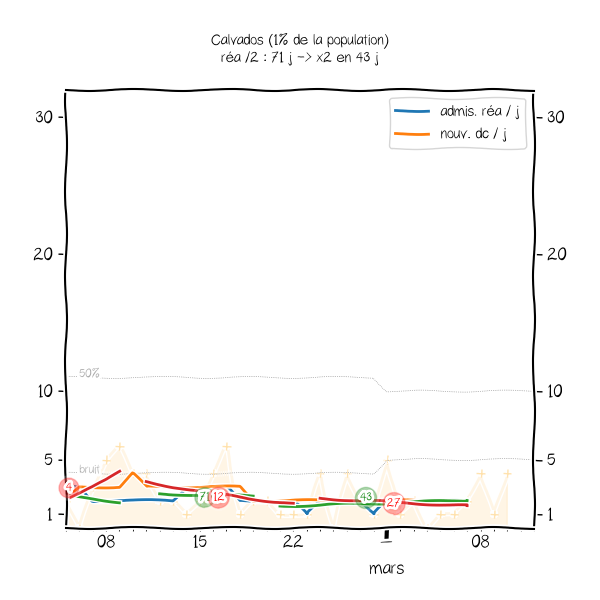 Calvados (1% de la population)
réa /2 : 71 j -> x2 en 43 j
admis. réa / j
nouv. dc / j
30 30
20 20
50%
10 10
5 5
bruit
4 71 12 43 27
1 1
08 15 22 1 08
mars